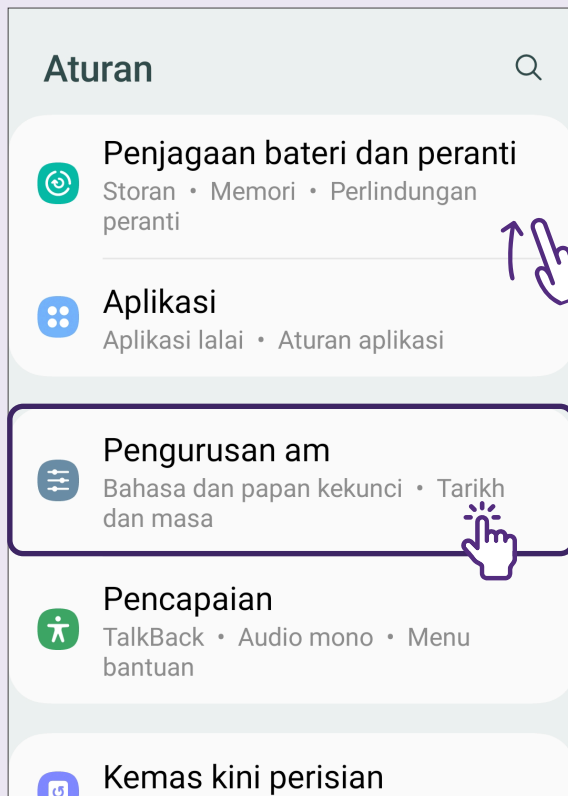 Aturan
Penjagaan bateri dan peranti
Storan • Memori • Perlindungan
peranti
Aplikasi
Aplikasi lalai • Aturan aplikasi
Pengurusan am
Bahasa dan papan kekunci • Tarikh
dan masa
Pencapaian
TalkBack • Audio mono • Menu
bantuan
Kemas kini perisian